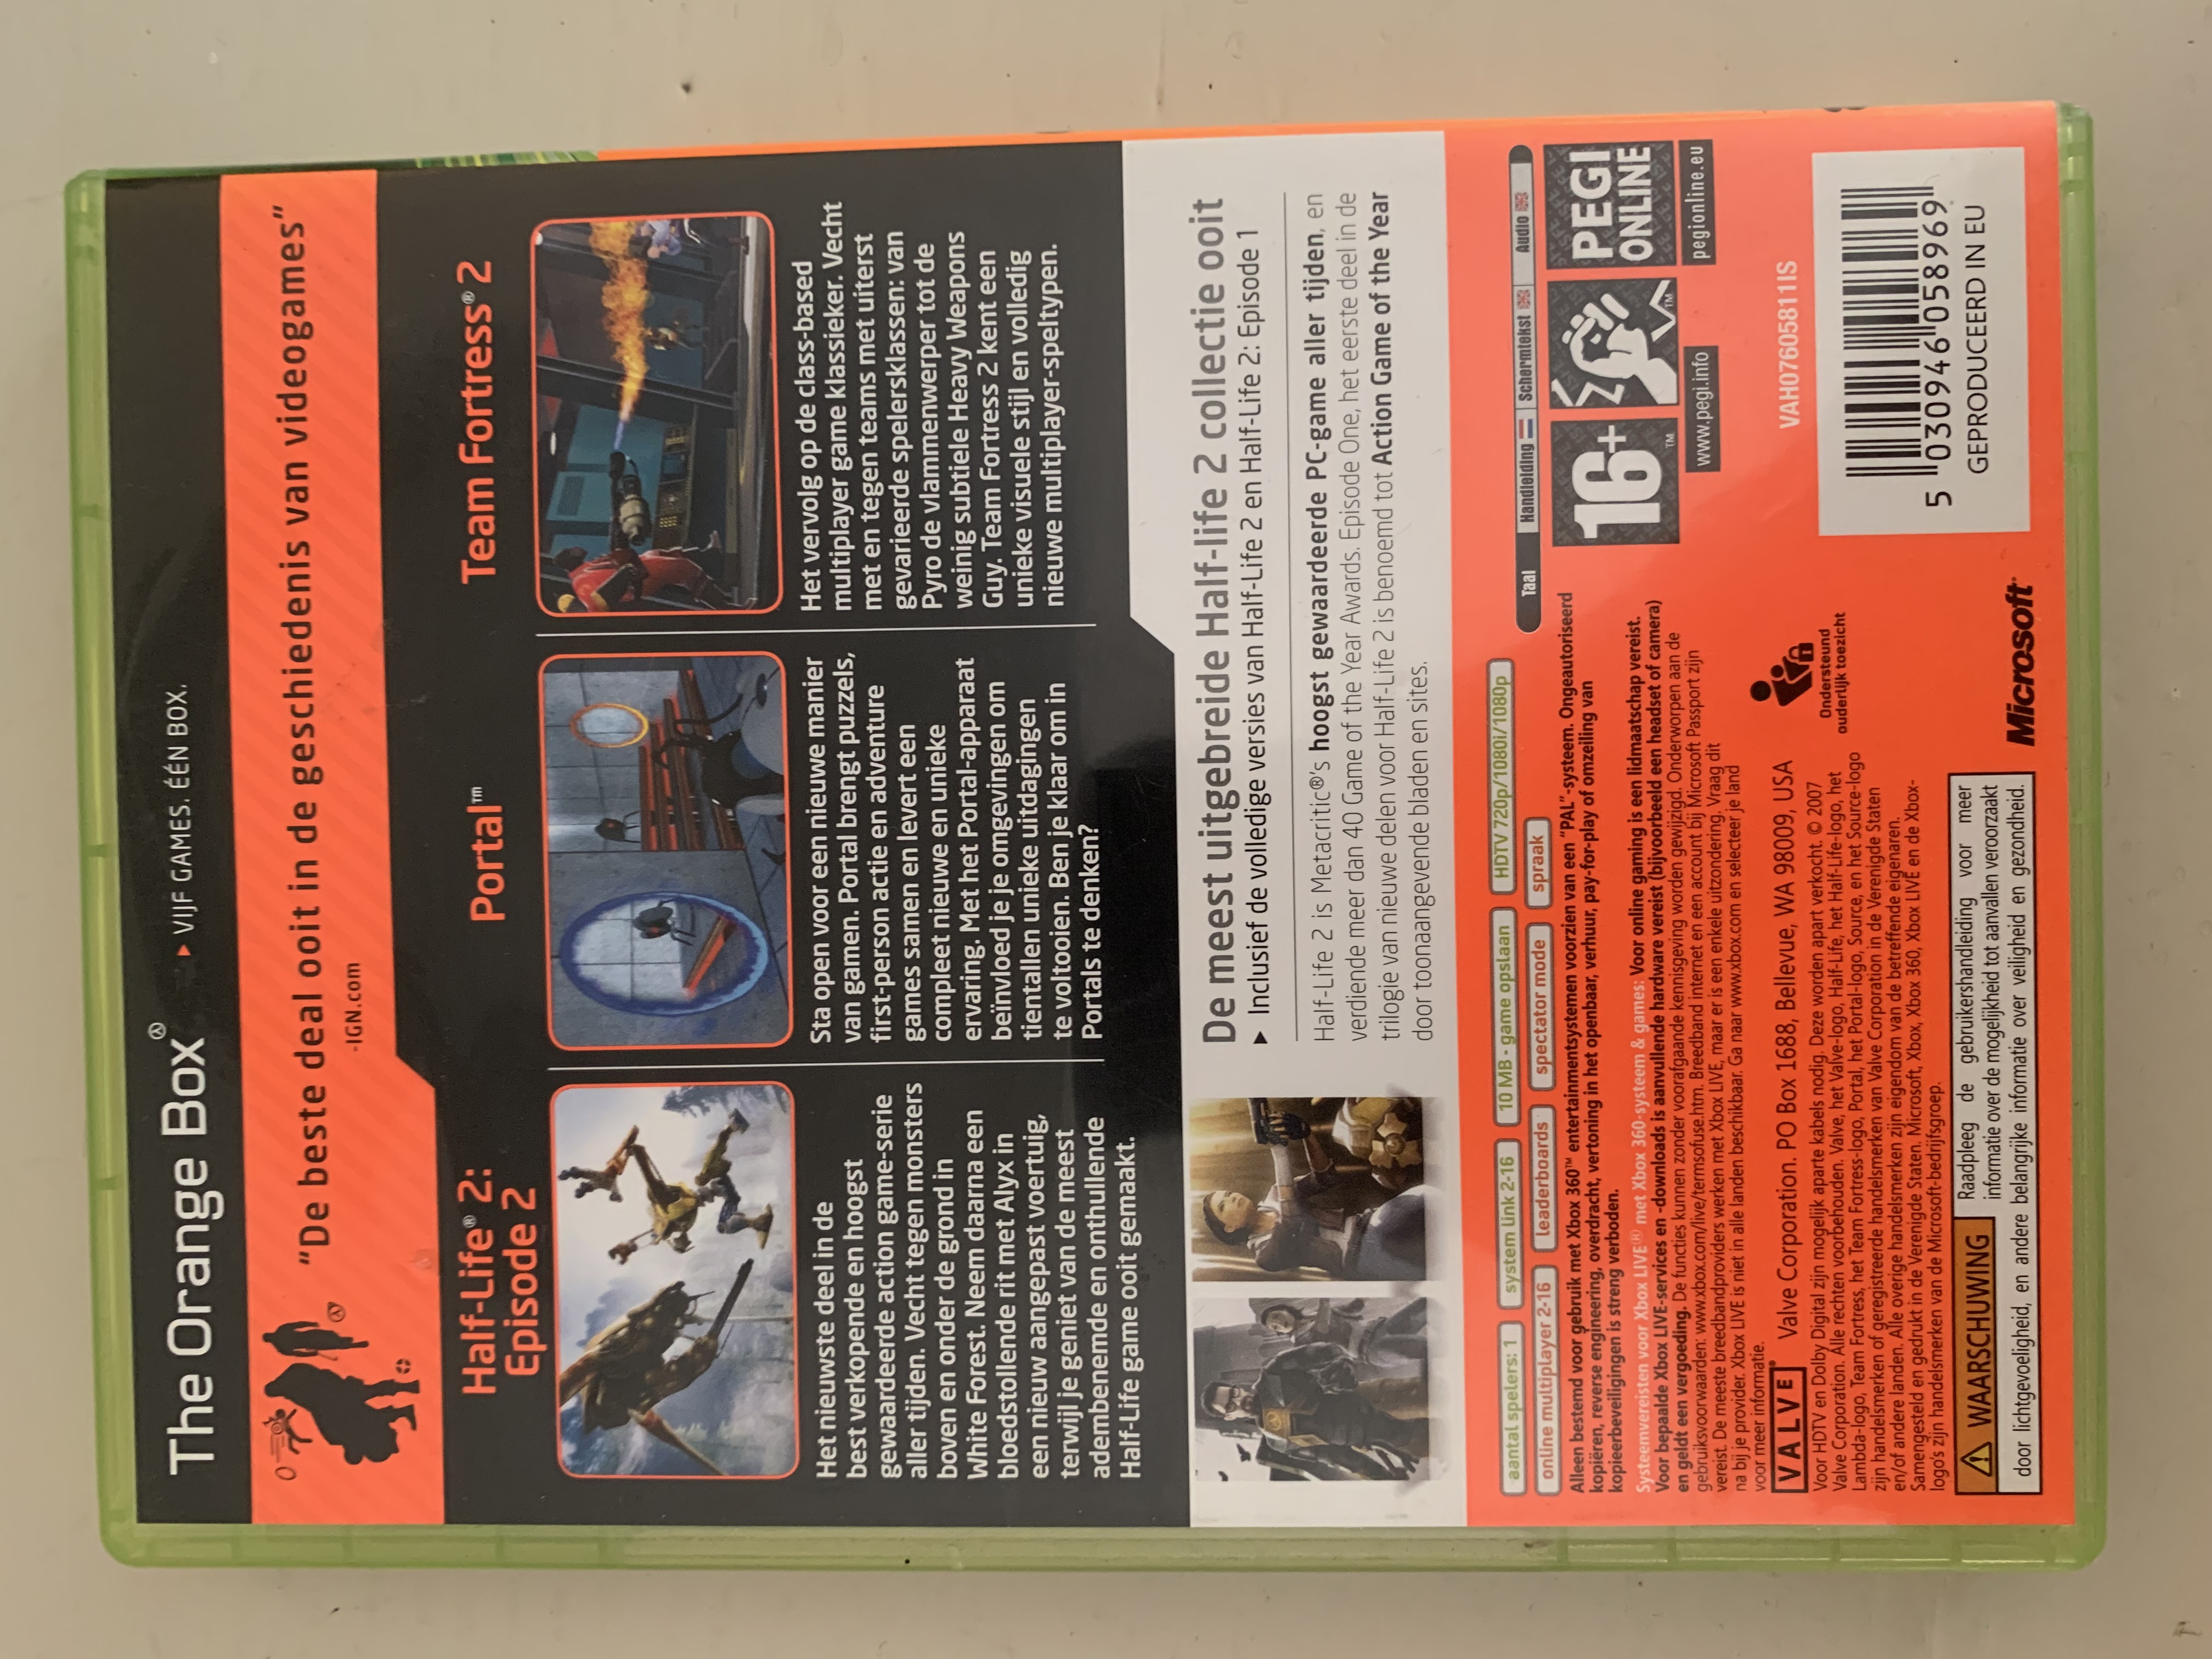 The Orange Box
▸ VIJF GAMES. ÉÉN BOX.
“De beste deal ooit in de geschiedenis van videogames”
-IGN.com
Half-Life® 2:
Episode 2
Het nieuwste deel in de
best verkopende en hoogst
gewaardeerde action game-serie
aller tijden. Vecht tegen monsters
boven en onder de grond in
White Forest. Neem daarna een
bloedstollende rit met Alyx in
een nieuw aangepast voertuig,
terwijl je geniet van de meest
adembenemde en onthullende
Half-Life game ooit gemaakt.
Portal™
Sta open voor een nieuwe manier
van gamen. Portal brengt puzzels,
first-person actie en adventure
games samen en levert een
compleet nieuwe en unieke
ervaring. Met het Portal-apparaat
beïnvloed je je omgevingen om
tientallen unieke uitdagingen
te voltooien. Ben je klaar om in
Portals te denken?
Team Fortress® 2
Het vervolg op de class-based
multiplayer game klassieker. Vecht
met en tegen teams met uiterst
gevarieerde spelersklassen: van
Pyro de vlammenwerper tot de
weinig subtiele Heavy Weapons
Guy. Team Fortress 2 kent een
unieke visuele stijl en volledig
nieuwe multiplayer-speltypen.
De meest uitgebreide Half-life 2 collectie ooit
▸ Inclusief de volledige versies van Half-Life 2 en Half-Life 2: Episode 1
Half-Life 2 is Metacritic®'s hoogst gewaardeerde PC-game aller tijden, en
verdiende meer dan 40 Game of the Year Awards. Episode One, het eerste deel in de
trilogie van nieuwe delen voor Half-Life 2 is benoemd tot Action Game of the Year
door toonaangevende bladen en sites.
aantal spelers: 1 system link 2-16 10 MB - game opslaan HDTV 720p/1080i/1080p
online multiplayer 2-16 leaderboards spectator mode spraak
Taal Handleiding Schermtekst Audio
Alleen bestemd voor gebruik met Xbox 360™ entertainmentsystemen voorzien van een “PAL”-systeem. Ongeautoriseerd
kopiëren, reverse engineering, overdracht, vertoning in het openbaar, verhuur, pay-for-play of omzeiling van
kopieerbeveiligingen is streng verboden.
Systeemvereisten voor Xbox LIVE® met Xbox 360-systeem & games: Voor online gaming is een lidmaatschap vereist.
Voor bepaalde Xbox LIVE-services en -downloads is aanvullende hardware vereist (bijvoorbeeld een headset of camera)
en geldt een vergoeding. De functies kunnen zonder voorafgaande kennisgeving worden gewijzigd. Onderworpen aan de
gebruiksvoorwaarden: www.xbox.com/live/termsofuse.htm. Breedband internet en een account bij Microsoft Passport zijn
vereist. De meeste breedbandproviders werken met Xbox LIVE, maar er is een enkele uitzondering. Vraag dit
na bij je provider. Xbox LIVE is niet in alle landen beschikbaar. Ga naar www.xbox.com en selecteer je land
voor meer informatie.
16+ ™
™
PEGI
ONLINE
www.pegi.info
pegionline.eu
VALVE® Valve Corporation. PO Box 1688, Bellevue, WA 98009, USA
Voor HDTV en Dolby Digital zijn mogelijk aparte kabels nodig. Deze worden apart verkocht. © 2007
Valve Corporation. Alle rechten voorbehouden. Valve, het Valve-logo, Half-Life, het Half-Life-logo, het
Lambda-logo, Team Fortress, het Team Fortress-logo, Portal, het Portal-logo, Source, en het Source-logo
zijn handelsmerken of geregistreerde handelsmerken van Valve Corporation in de Verenigde Staten
en/of andere landen. Alle overige handelsmerken zijn eigendom van de betreffende eigenaren.
Samengesteld en gedrukt in de Verenigde Staten. Microsoft, Xbox, Xbox 360, Xbox LIVE en de Xbox-
logo's zijn handelsmerken van de Microsoft-bedrijfsgroep.
Ondersteund
ouderlijk toezicht
VAH07605811IS
5 030946 058969
GEPRODUCEERD IN EU
WAARSCHUWING
Raadpleeg de gebruikershandleiding voor meer
informatie over de mogelijkheid tot aanvallen veroorzaakt
door lichtgevoeligheid, en andere belangrijke informatie over veiligheid en gezondheid.
Microsoft